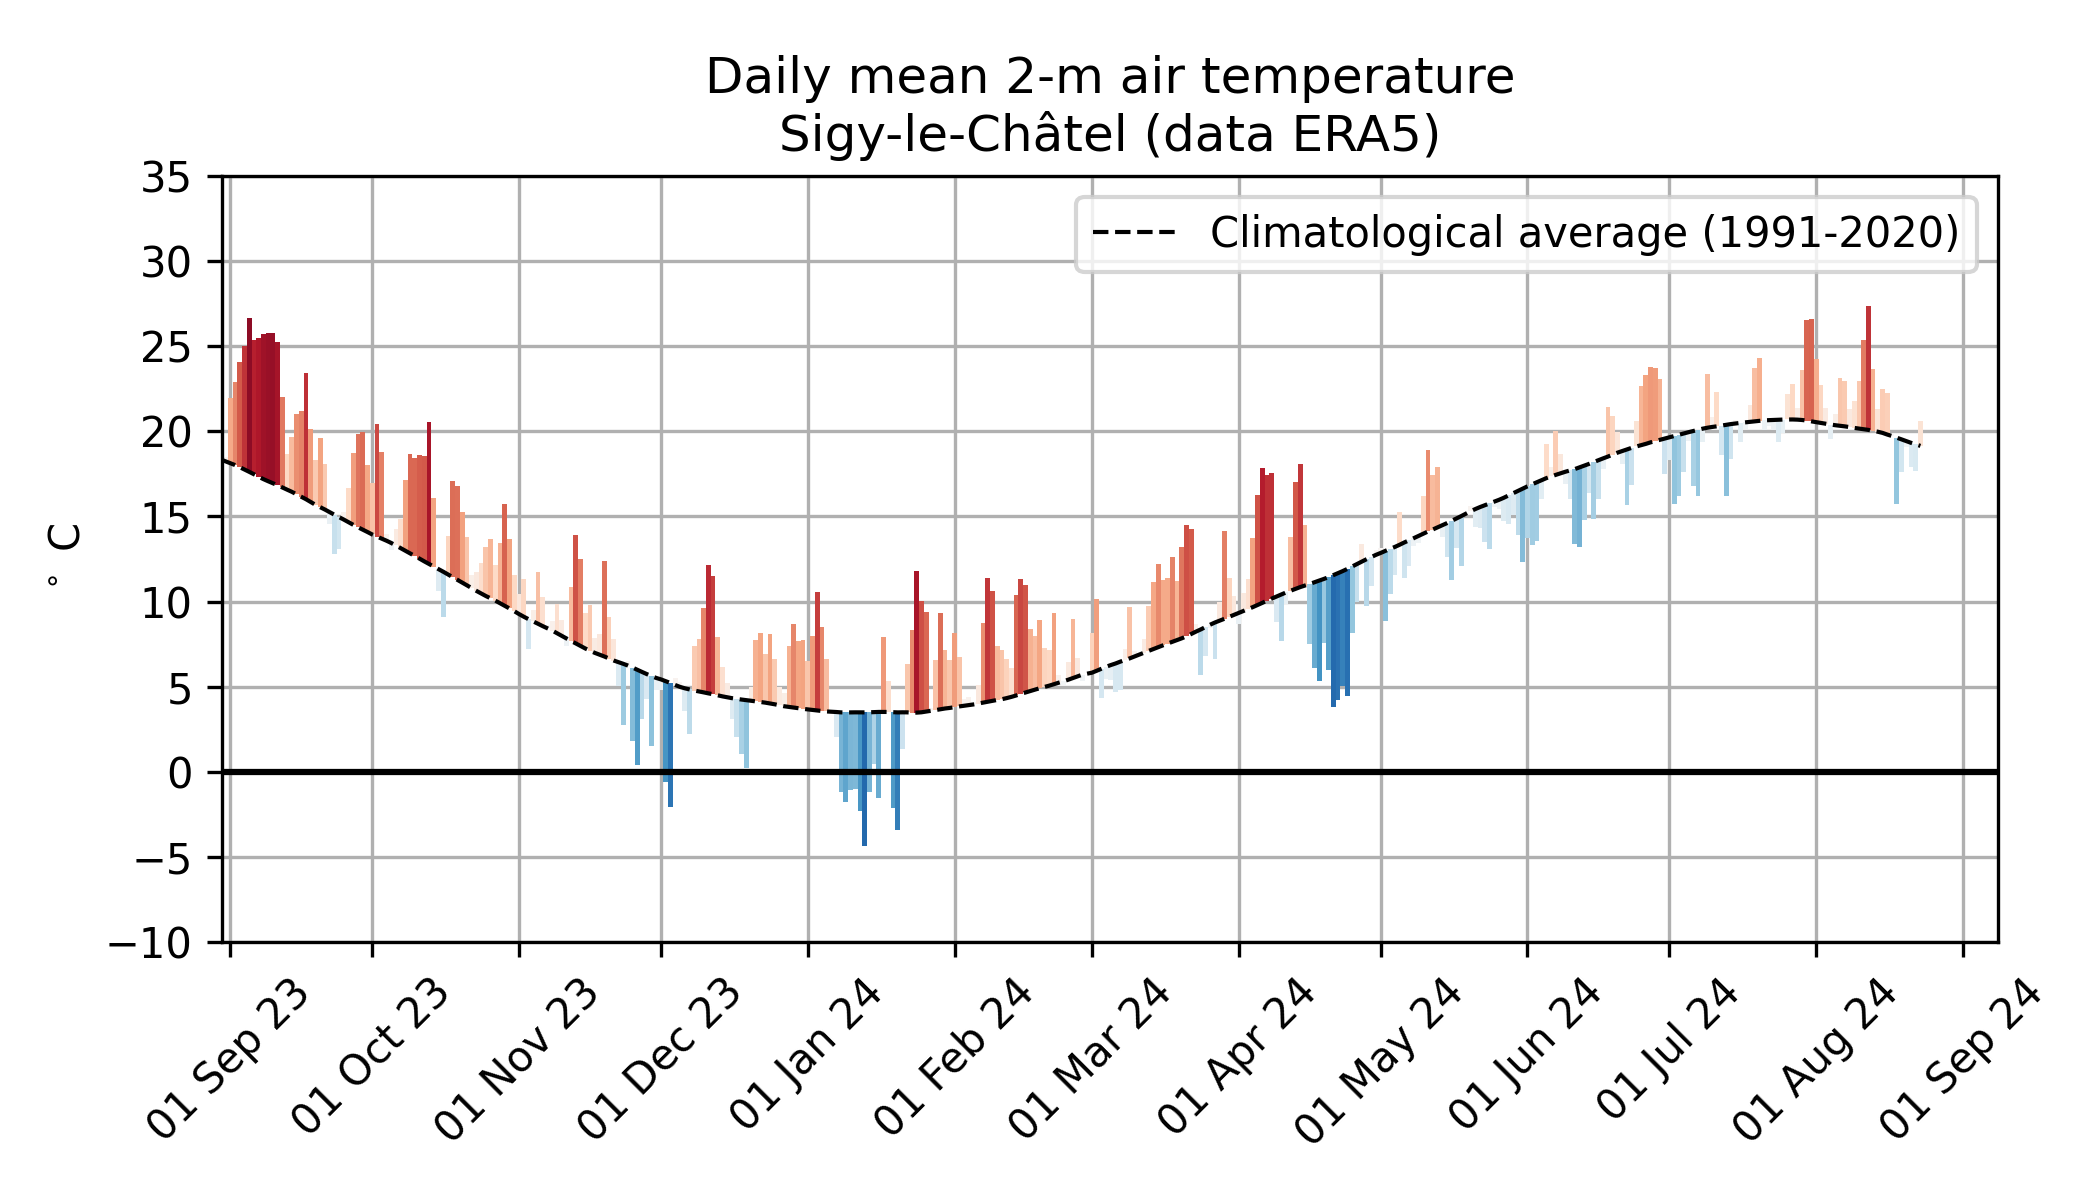 Daily mean 2-m air temperature
Sigy-le-Châtel (data ERA5)
Climatological average (1991-2020)
° C
35
30
25
20
15
10
5
0
−5
−10
01 Sep 23
01 Oct 23
01 Nov 23
01 Dec 23
01 Jan 24
01 Feb 24
01 Mar 24
01 Apr 24
01 May 24
01 Jun 24
01 Jul 24
01 Aug 24
01 Sep 24